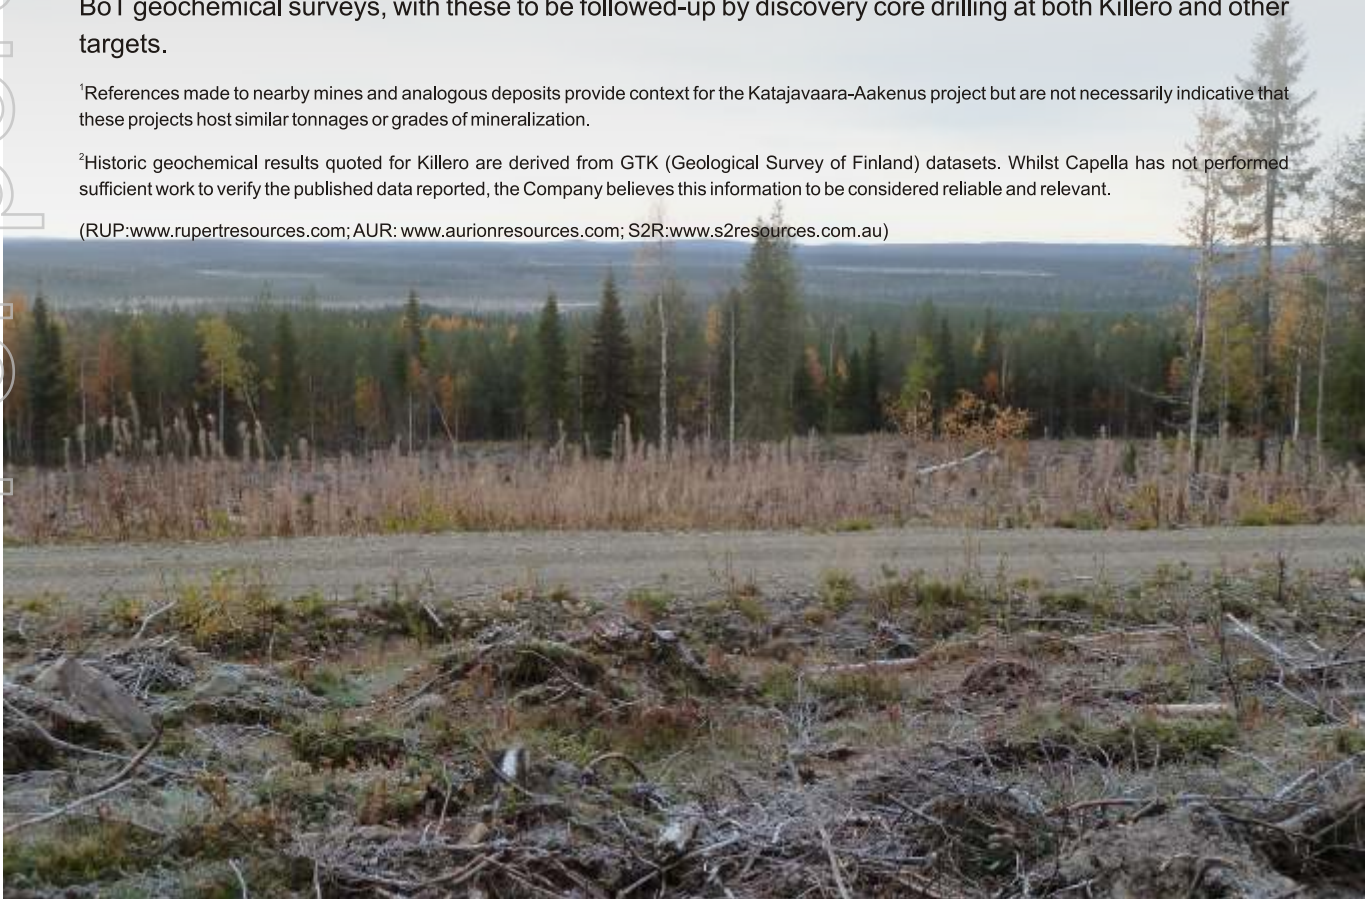 BoT geochemical surveys, with these to be followed-up by discovery core drilling at both Killero and other
targets.
¹References made to nearby mines and analogous deposits provide context for the Katajavaara-Aakenus project but are not necessarily indicative that
these projects host similar tonnages or grades of mineralization.
²Historic geochemical results quoted for Killero are derived from GTK (Geological Survey of Finland) datasets. Whilst Capella has not performed
sufficient work to verify the published data reported, the Company believes this information to be considered reliable and relevant.
(RUP:www.rupertresources.com; AUR: www.aurionresources.com; S2R:www.s2resources.com.au)